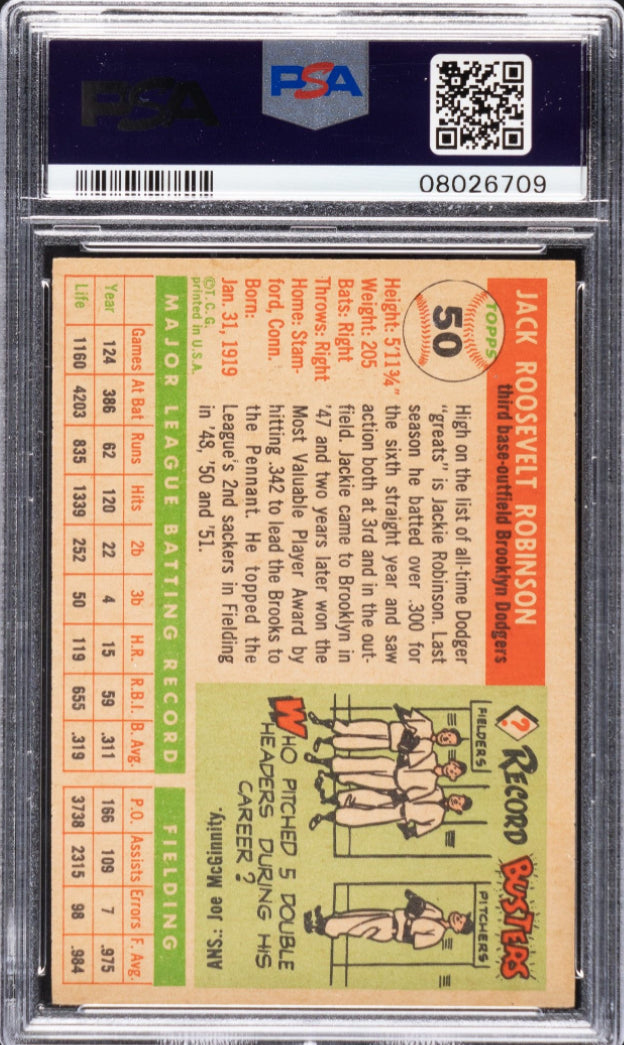 PSA
PSA
08026709
JACK ROOSEVELT ROBINSON
third base-outfield Brooklyn Dodgers
TOPPS
50
Height: 5'11¾"
Weight: 205
Bats: Right
Throws: Right
Home: Stam-
ford, Conn.
Born:
Jan. 31, 1919
©T.C.G.
printed in U.S.A.
High on the list of all-time Dodger
"greats" is Jackie Robinson. Last
season he batted over .300 for
the sixth straight year and saw
action both at 3rd and in the out-
field. Jackie came to Brooklyn in
'47 and two years later won the
Most Valuable Player Award by
hitting .342 to lead the Brooks to
the Pennant. He topped the
League's 2nd sackers in Fielding
in '48, '50 and '51.
? RECORD BUSTERS
FIELDERS
PITCHERS
WHO PITCHED 5 DOUBLE
HEADERS DURING HIS
CAREER?
ANS: Joe McGinnity.
MAJOR LEAGUE BATTING RECORD
FIELDING
Games At Bat Runs Hits 2b 3b H.R. R.B.I. B. Avg. P.O. Assists Errors F. Avg.
Year 124 386 62 120 22 4 15 59 .311 166 109 7 .975
Life 1160 4203 835 1339 252 50 119 655 .319 3738 2315 98 .984